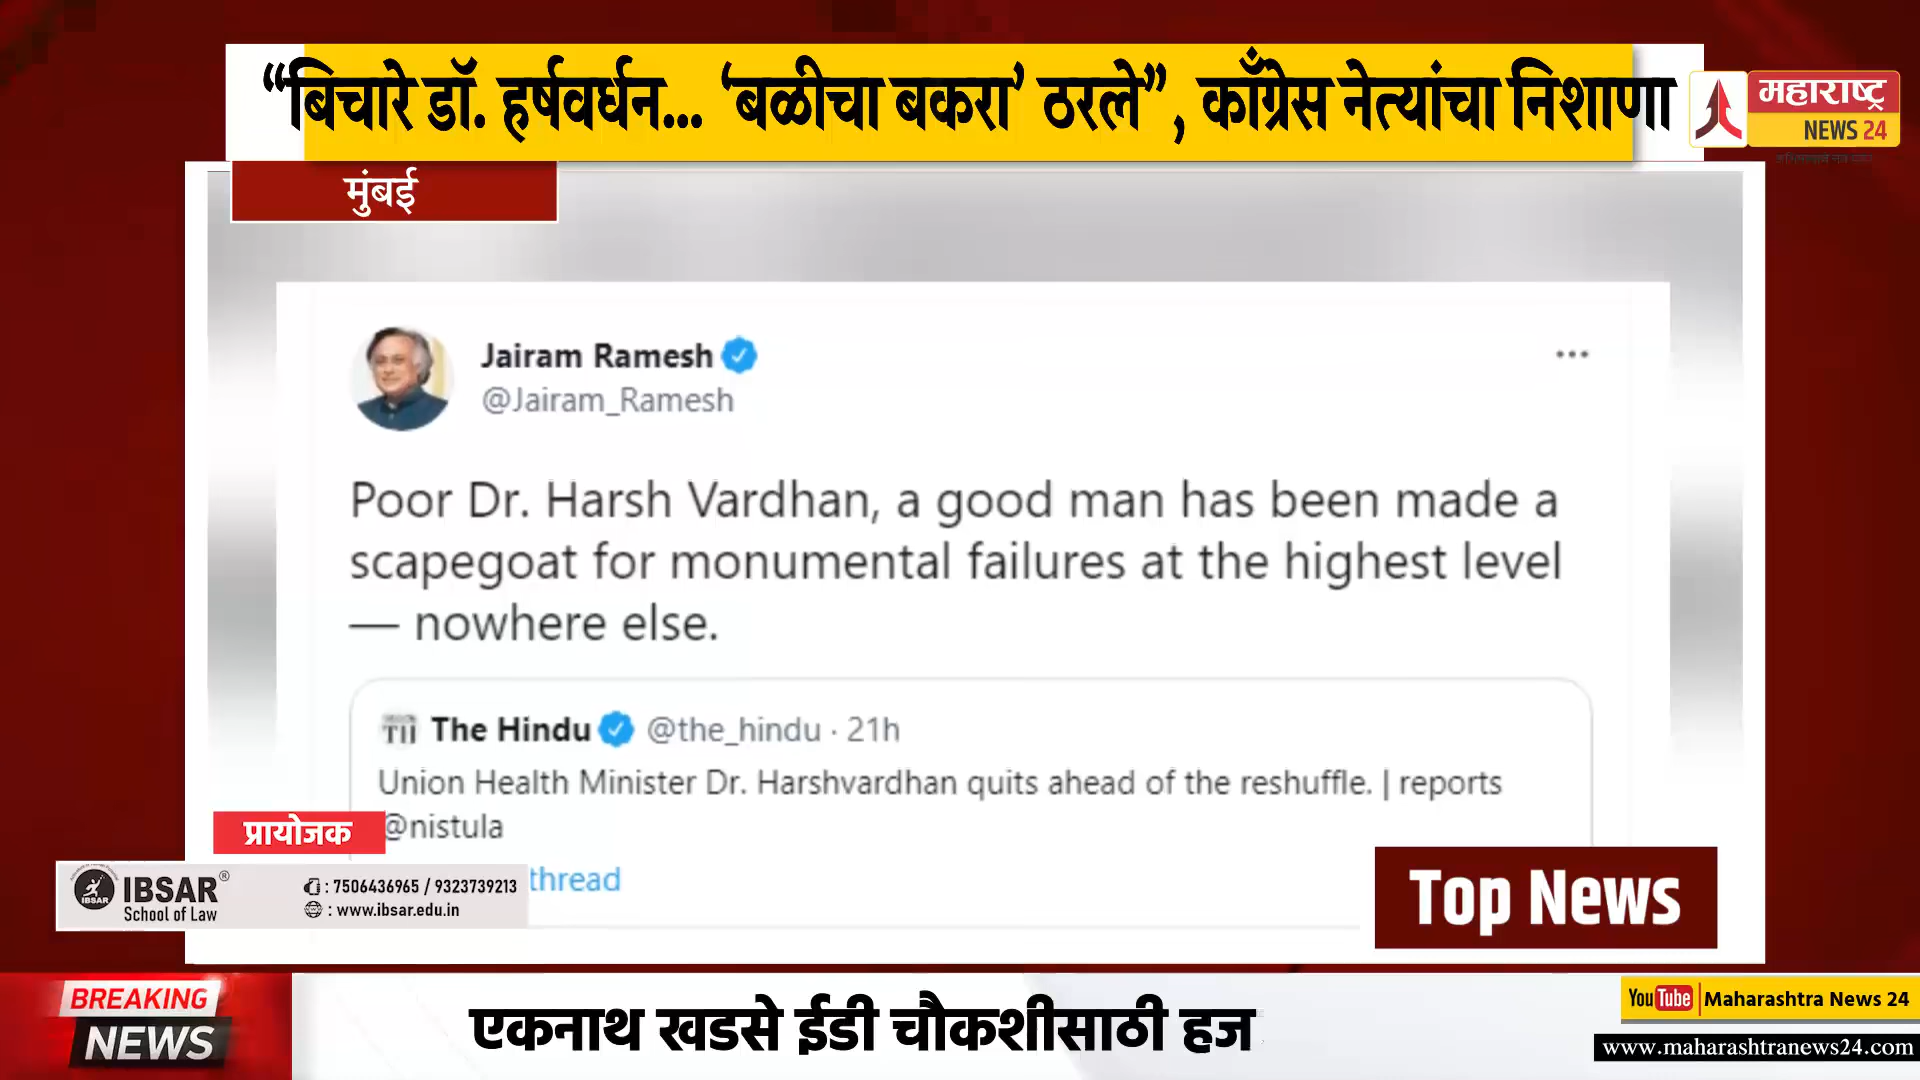 “बिचारे डॉ. हर्षवर्धन... ‘बळीचा बकरा’ ठरले”, काँग्रेस नेत्यांचा निशाणा
महाराष्ट्र
NEWS 24
मुंबई
Jairam Ramesh
@Jairam_Ramesh
Poor Dr. Harsh Vardhan, a good man has been made a
scapegoat for monumental failures at the highest level
— nowhere else.
The Hindu @the_hindu · 21h
Union Health Minister Dr. Harshvardhan quits ahead of the reshuffle. | reports
@nistula
thread
प्रायोजक
IBSAR®
School of Law
IBSAR
: 7506436965 / 9323739213
: www.ibsar.edu.in
Top News
BREAKING
NEWS
एकनाथ खडसे ईडी चौकशीसाठी हज
YouTube Maharashtra News 24
www.maharashtranews24.com